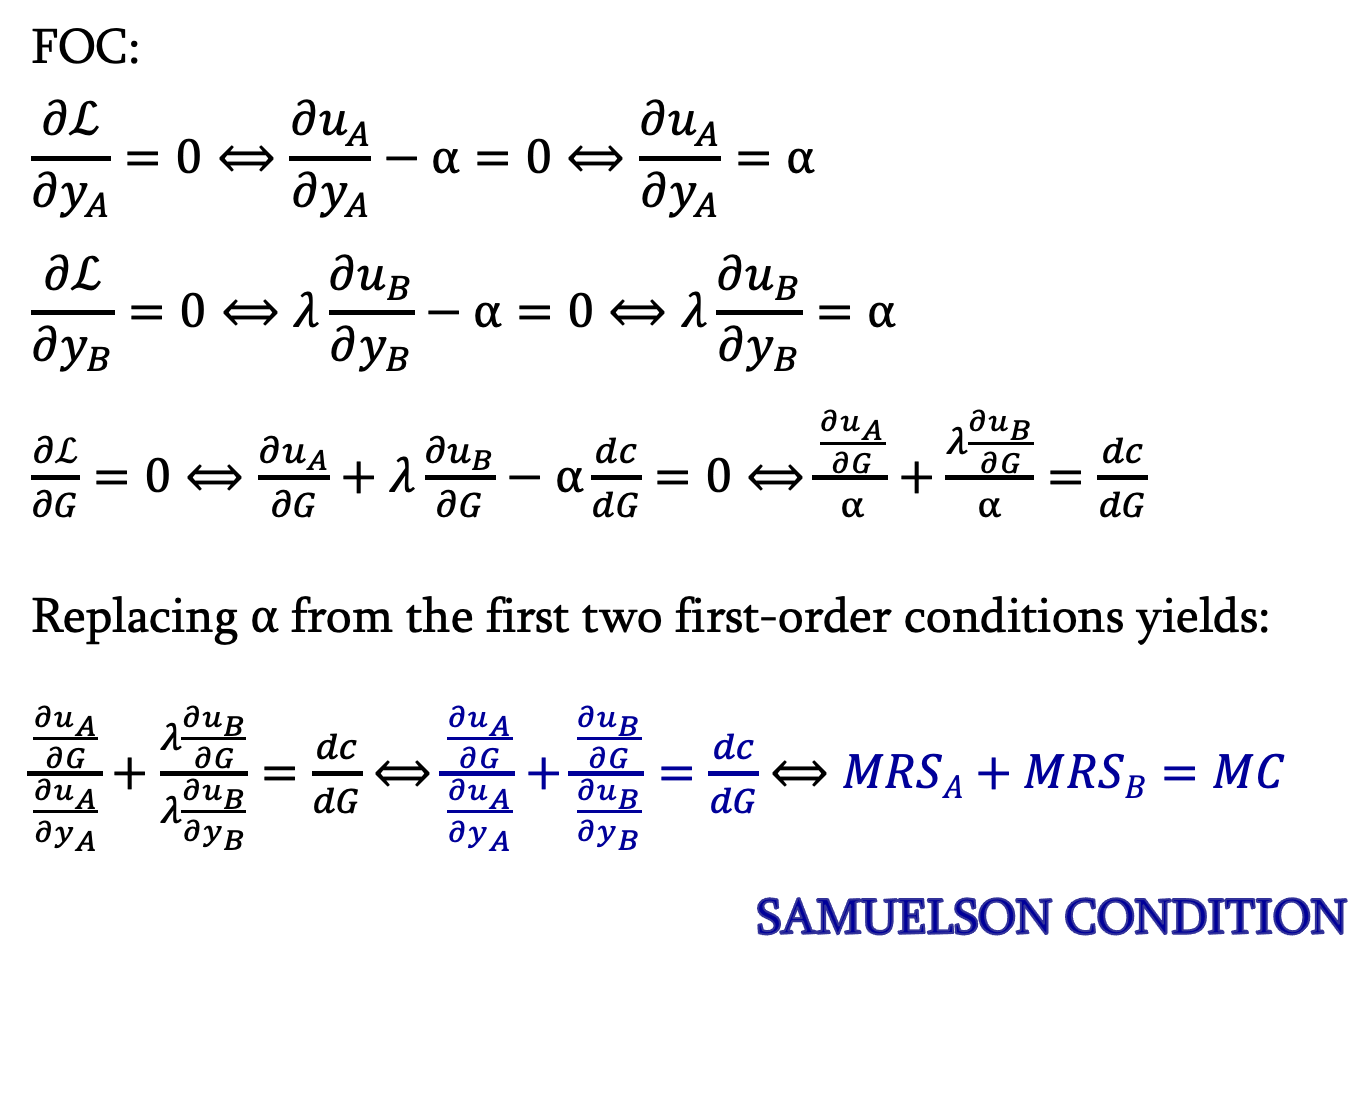 FOC:
∂ℒ/∂y_A = 0 ⟺ ∂u_A/∂y_A − α = 0 ⟺ ∂u_A/∂y_A = α
∂ℒ/∂y_B = 0 ⟺ λ ∂u_B/∂y_B − α = 0 ⟺ λ ∂u_B/∂y_B = α
∂ℒ/∂G = 0 ⟺ ∂u_A/∂G + λ ∂u_B/∂G − α dc/dG = 0 ⟺ (∂u_A/∂G)/α + (λ ∂u_B/∂G)/α = dc/dG
Replacing α from the first two first-order conditions yields:
(∂u_A/∂G)/(∂u_A/∂y_A) + (λ ∂u_B/∂G)/(λ ∂u_B/∂y_B) = dc/dG ⟺ (∂u_A/∂G)/(∂u_A/∂y_A) + (∂u_B/∂G)/(∂u_B/∂y_B) = dc/dG ⟺ MRS_A + MRS_B = MC
SAMUELSON CONDITION